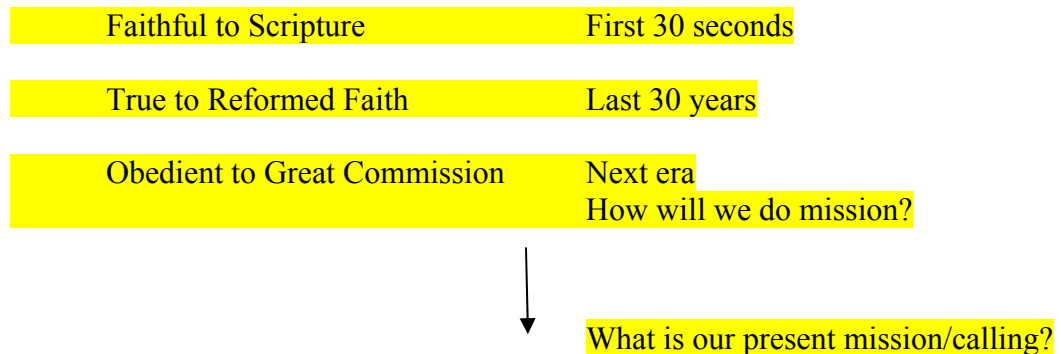 Faithful to Scripture First 30 seconds
True to Reformed Faith Last 30 years
Obedient to Great Commission Next era
How will we do mission?
What is our present mission/calling?